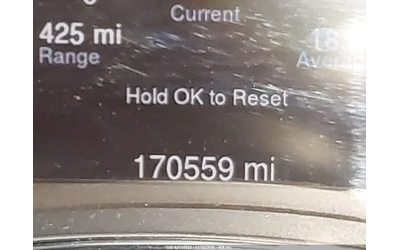 Current
425 mi
Range
Hold OK to Reset
170559 mi